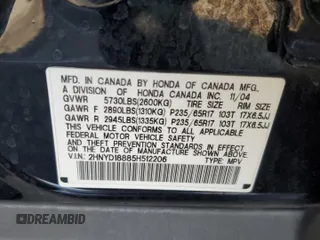 MFD. IN CANADA BY HONDA OF CANADA MFG.,
A DIVISION OF HONDA CANADA INC. 11/04
GVWR 5730LBS(2600KG) TIRE SIZE RIM SIZE
GAWR F 2890LBS(1310KG) P235/65R17 103T 17X6.5JJ
GAWR R 2945LBS(1335KG) P235/65R17 103T 17X6.5JJ
THIS VEHICLE CONFORMS TO ALL APPLICABLE
FEDERAL MOTOR VEHICLE SAFETY AND
THEFT PREVENTION STANDARDS IN EFFECT ON
THE DATE OF MANUFACTURE SHOWN ABOVE.
V.I.N.: 2HNYD18885H512206 TYPE: MPV